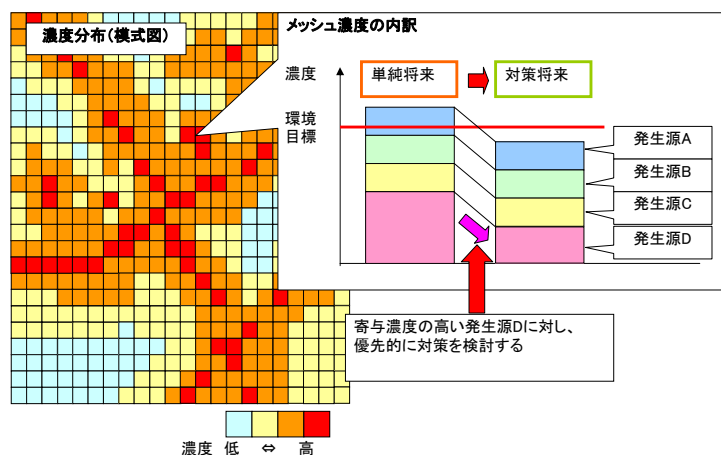 濃度分布(模式図)
メッシュ濃度の内訳
濃度
単純将来
対策将来
環境
目標
発生源A
発生源B
発生源C
発生源D
寄与濃度の高い発生源Dに対し、
優先的に対策を検討する
濃度 低 ⇔ 高